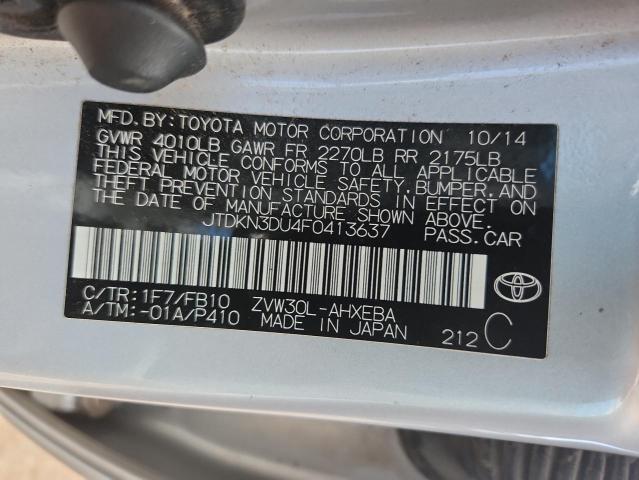 MFD. BY: TOYOTA MOTOR CORPORATION 10/14
GVWR 4010LB GAWR FR 2270LB RR 2175LB
THIS VEHICLE CONFORMS TO ALL APPLICABLE
FEDERAL MOTOR VEHICLE SAFETY, BUMPER, AND
THEFT PREVENTION STANDARDS IN EFFECT ON
THE DATE OF MANUFACTURE SHOWN ABOVE.
JTDKN3DU4F0413637 PASS. CAR
C/TR: 1F7/FB10 ZVW30L-AHXEBA
A/TM: -01A/P410 MADE IN JAPAN 212 C